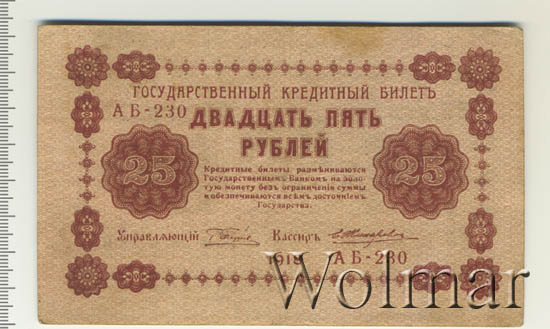 ГОСУДАРСТВЕННЫЙ КРЕДИТНЫЙ БИЛЕТЪ
АБ-230 ДВАДЦАТЬ ПЯТЬ
РУБЛЕЙ
25 25
Кредитные билеты размѣниваются
Государственнымъ Банкомъ на золо-
тую монету безъ ограниченія суммы
и обезпечиваются всѣмъ достояніемъ
Государства.
Управляющій Кассиръ
1918 АБ-230
Wolmar